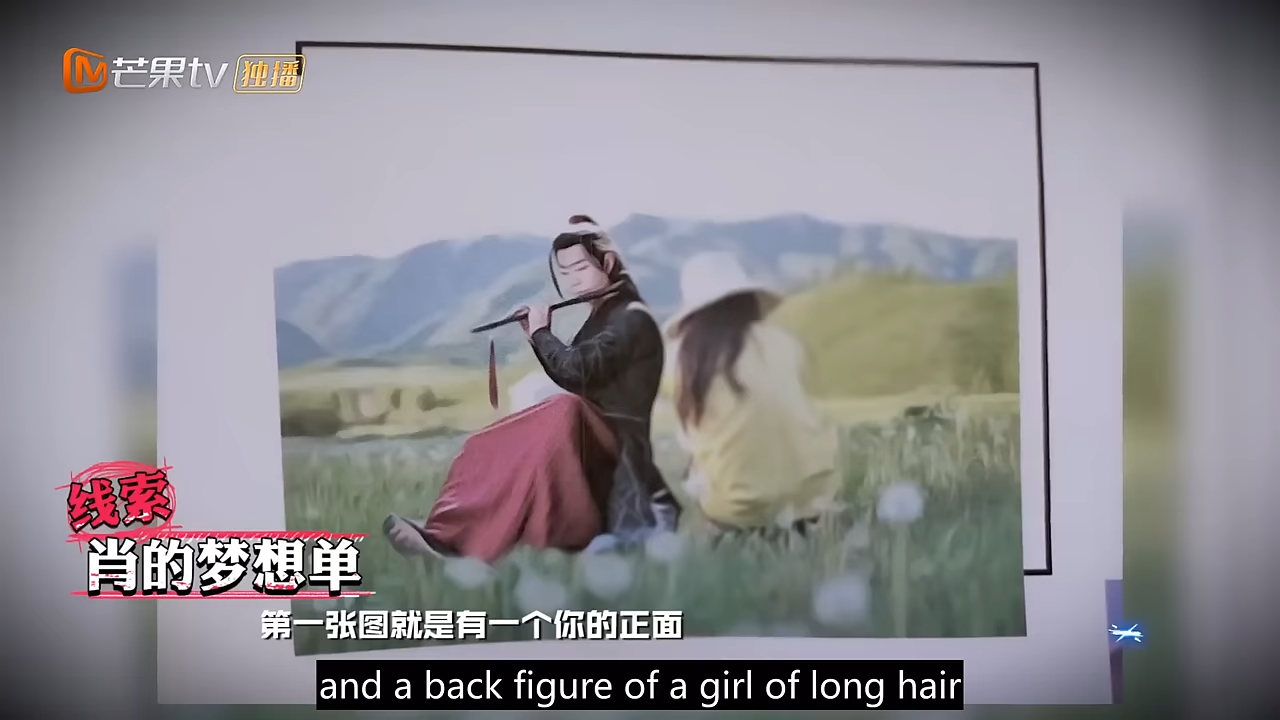 芒果tv 独播
线索
肖的梦想单
第一张图就是有一个你的正面
and a back figure of a girl of long hair